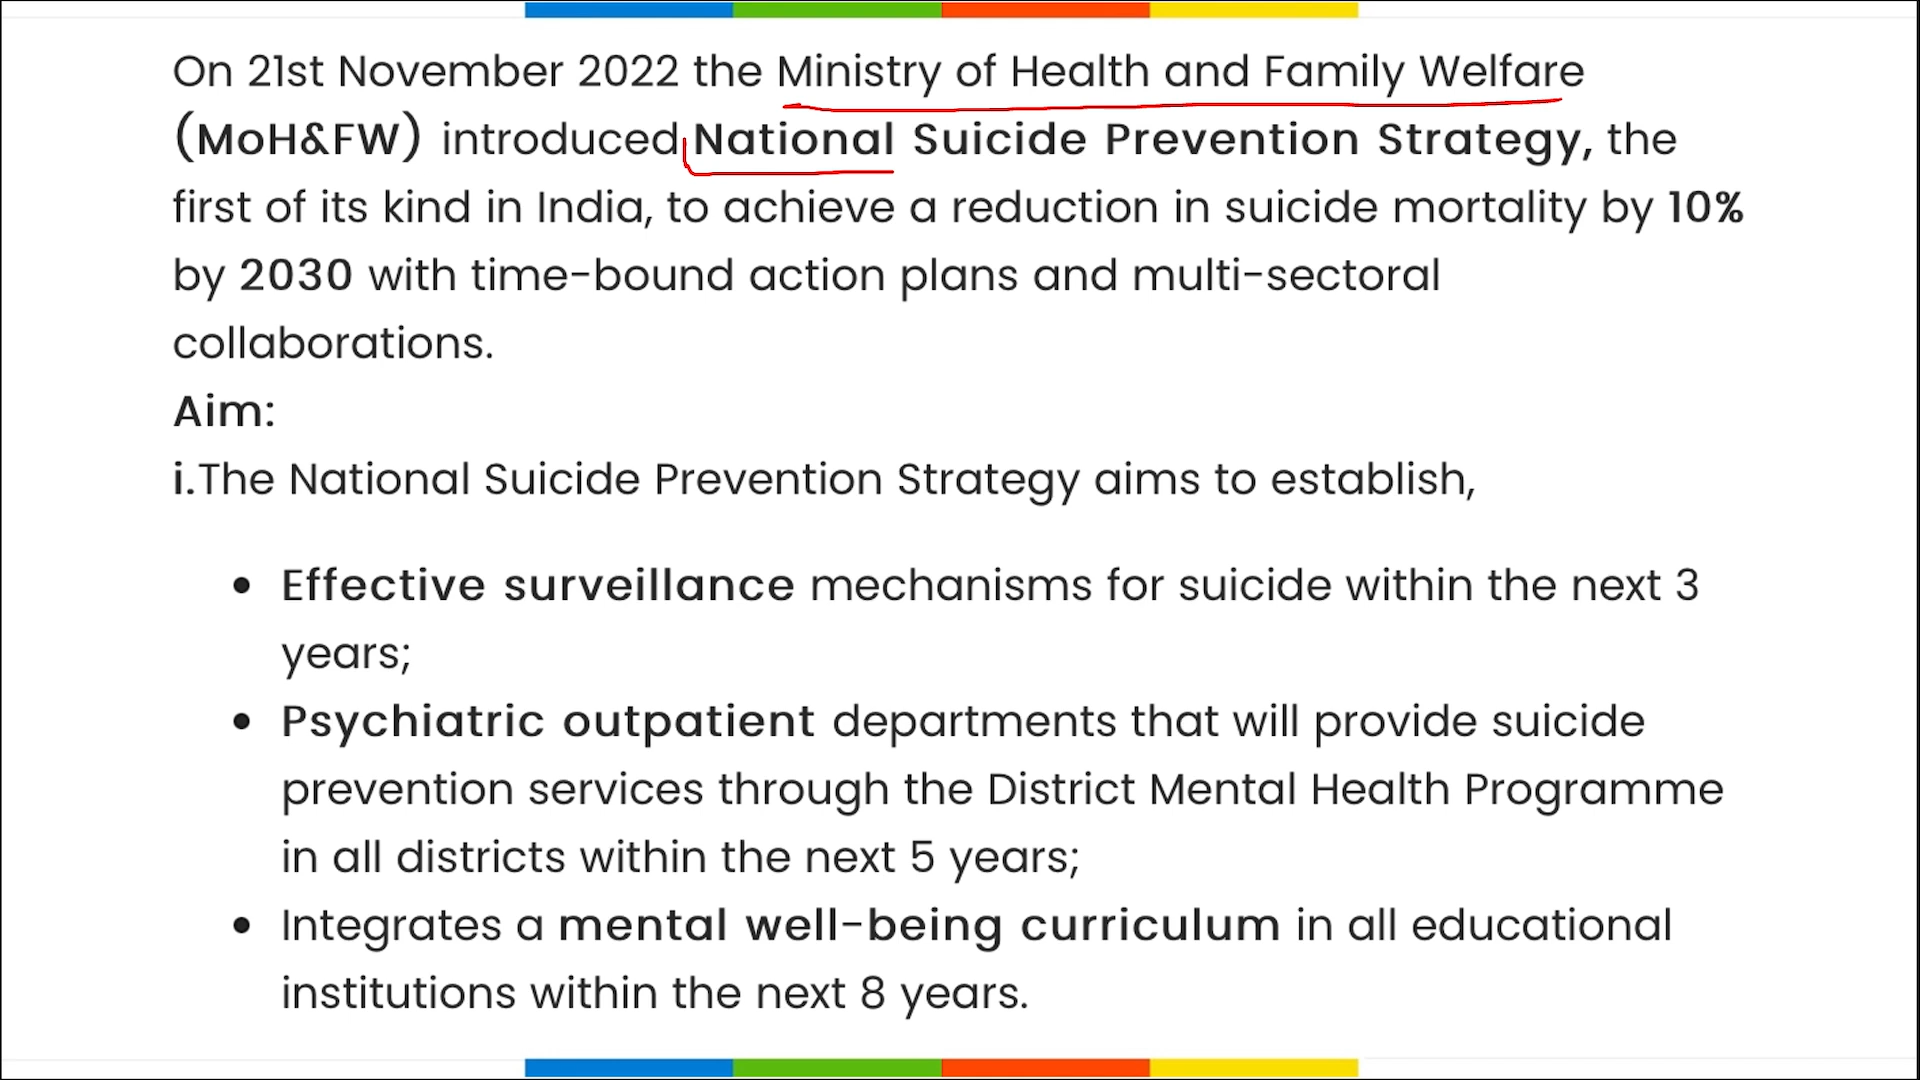 On 21st November 2022 the Ministry of Health and Family Welfare
(MoH&FW) introduced National Suicide Prevention Strategy, the
first of its kind in India, to achieve a reduction in suicide mortality by 10%
by 2030 with time-bound action plans and multi-sectoral
collaborations.
Aim:
i.The National Suicide Prevention Strategy aims to establish,
• Effective surveillance mechanisms for suicide within the next 3
years;
• Psychiatric outpatient departments that will provide suicide
prevention services through the District Mental Health Programme
in all districts within the next 5 years;
• Integrates a mental well-being curriculum in all educational
institutions within the next 8 years.